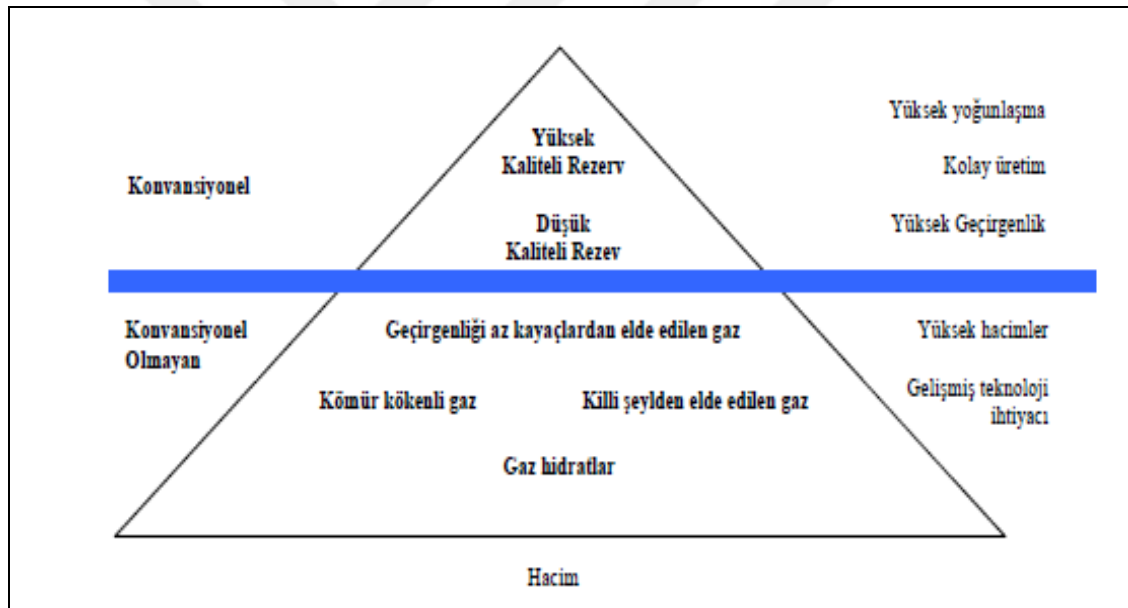 Yüksek yoğunlaşma
Yüksek
Kaliteli Rezerv
Kolay üretim
Konvansiyonel
Düşük
Kaliteli Rezev
Yüksek Geçirgenlik
Konvansiyonel
Olmayan
Geçirgenliği az kayaçlardan elde edilen gaz
Yüksek hacimler
Kömür kökenli gaz
Killi şeylden elde edilen gaz
Gelişmiş teknoloji
ihtiyacı
Gaz hidratlar
Hacim